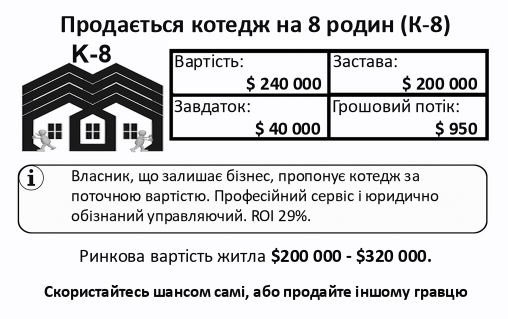 Продається котедж на 8 родин (К-8)
К-8
Вартість:
$ 240 000
Застава:
$ 200 000
Завдаток:
$ 40 000
Грошовий потік:
$ 950
i
Власник, що залишає бізнес, пропонує котедж за
поточною вартістю. Професійний сервіс і юридично
обізнаний управляючий. ROI 29%.
Ринкова вартість житла $200 000 - $320 000.
Скористайтесь шансом самі, або продайте іншому гравцю